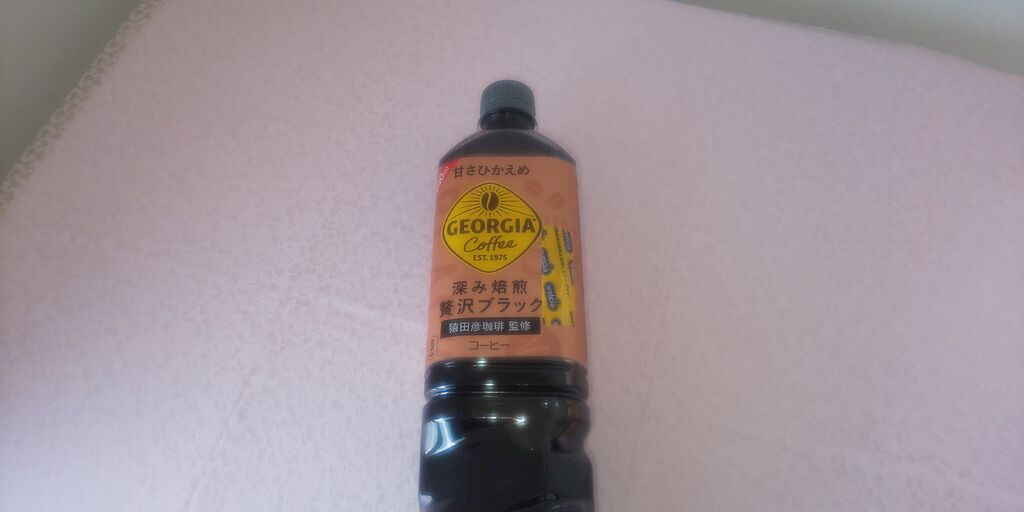 甘さひかえめ
GEORGIA
Coffee
EST. 1975
深み焙煎
贅沢ブラック
猿田彦珈琲 監修
コーヒー
welcia